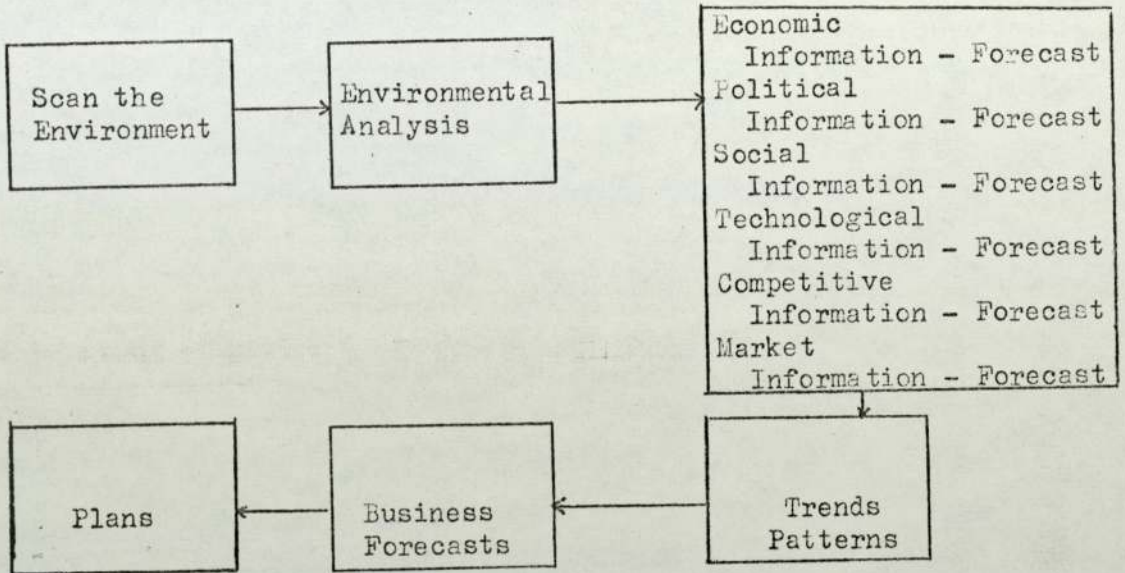 Scan the
Environment
Environmental
Analysis
Economic
Information - Forecast
Political
Information - Forecast
Social
Information - Forecast
Technological
Information - Forecast
Competitive
Information - Forecast
Market
Information - Forecast
Trends
Patterns
Business
Forecasts
Plans